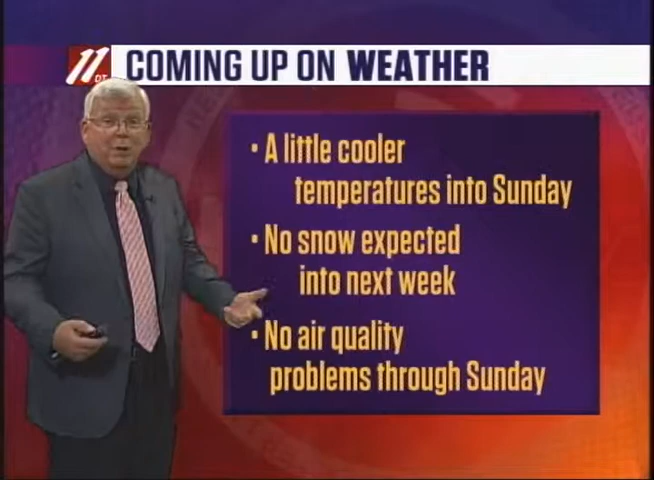 11
DT
COMING UP ON WEATHER
• A little cooler
temperatures into Sunday
• No snow expected
into next week
• No air quality
problems through Sunday